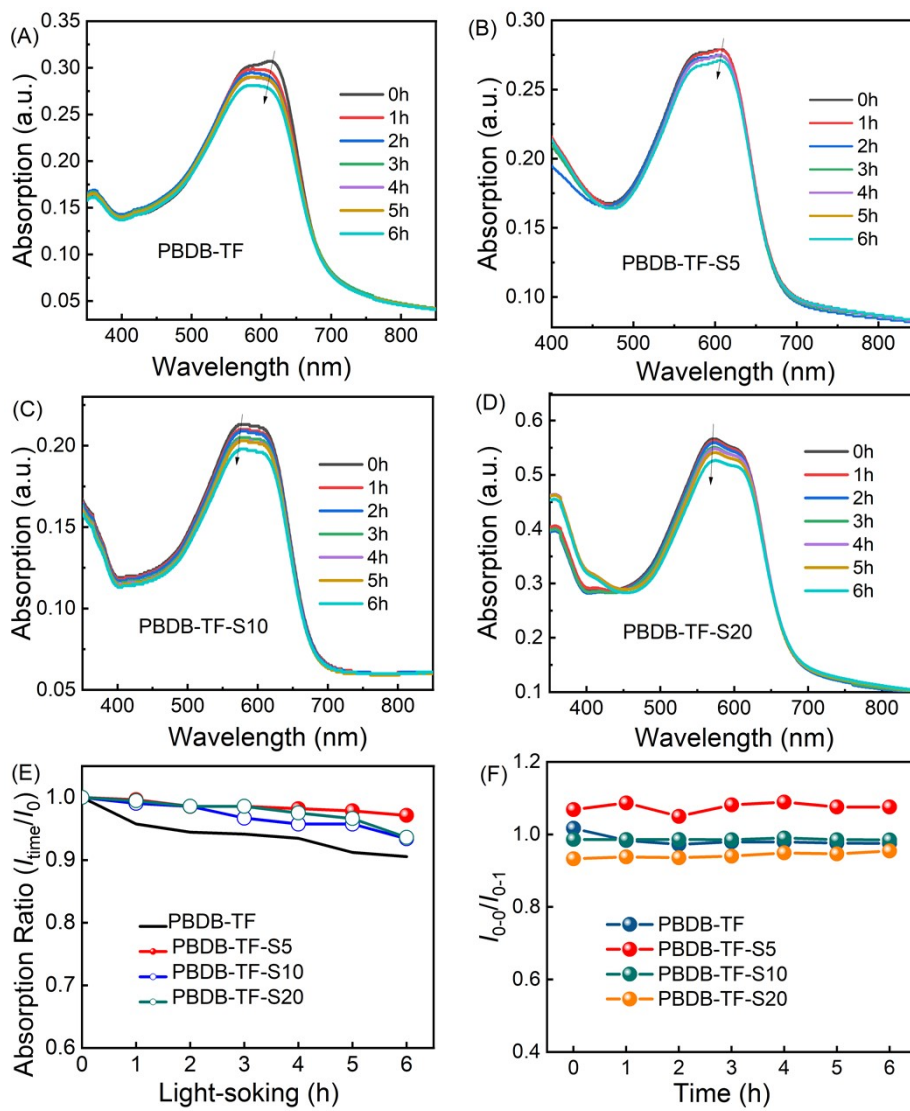 (A)
Absorption (a.u.)
0.35
0.30
0.25
0.20
0.15
0.10
0.05
0h
1h
2h
3h
4h
5h
6h
PBDB-TF
400 500 600 700 800
Wavelength (nm)
(B)
Absorption (a.u.)
0.30
0.25
0.20
0.15
0.10
0h
1h
2h
3h
4h
5h
6h
PBDB-TF-S5
400 500 600 700 800
Wavelength (nm)
(C)
Absorption (a.u.)
0.20
0.15
0.10
0.05
0h
1h
2h
3h
4h
5h
6h
PBDB-TF-S10
400 500 600 700 800
Wavelength (nm)
(D)
Absorption (a.u.)
0.6
0.5
0.4
0.3
0.2
0.1
0h
1h
2h
3h
4h
5h
6h
PBDB-TF-S20
400 500 600 700 800
Wavelength (nm)
(E)
Absorption Ratio (I_time/I_0)
1.0
0.9
0.8
0.7
0.6
PBDB-TF
PBDB-TF-S5
PBDB-TF-S10
PBDB-TF-S20
0 1 2 3 4 5 6
Light-soking (h)
(F)
I_0-0/I_0-1
1.2
1.0
0.8
0.6
0.4
PBDB-TF
PBDB-TF-S5
PBDB-TF-S10
PBDB-TF-S20
0 1 2 3 4 5 6
Time (h)